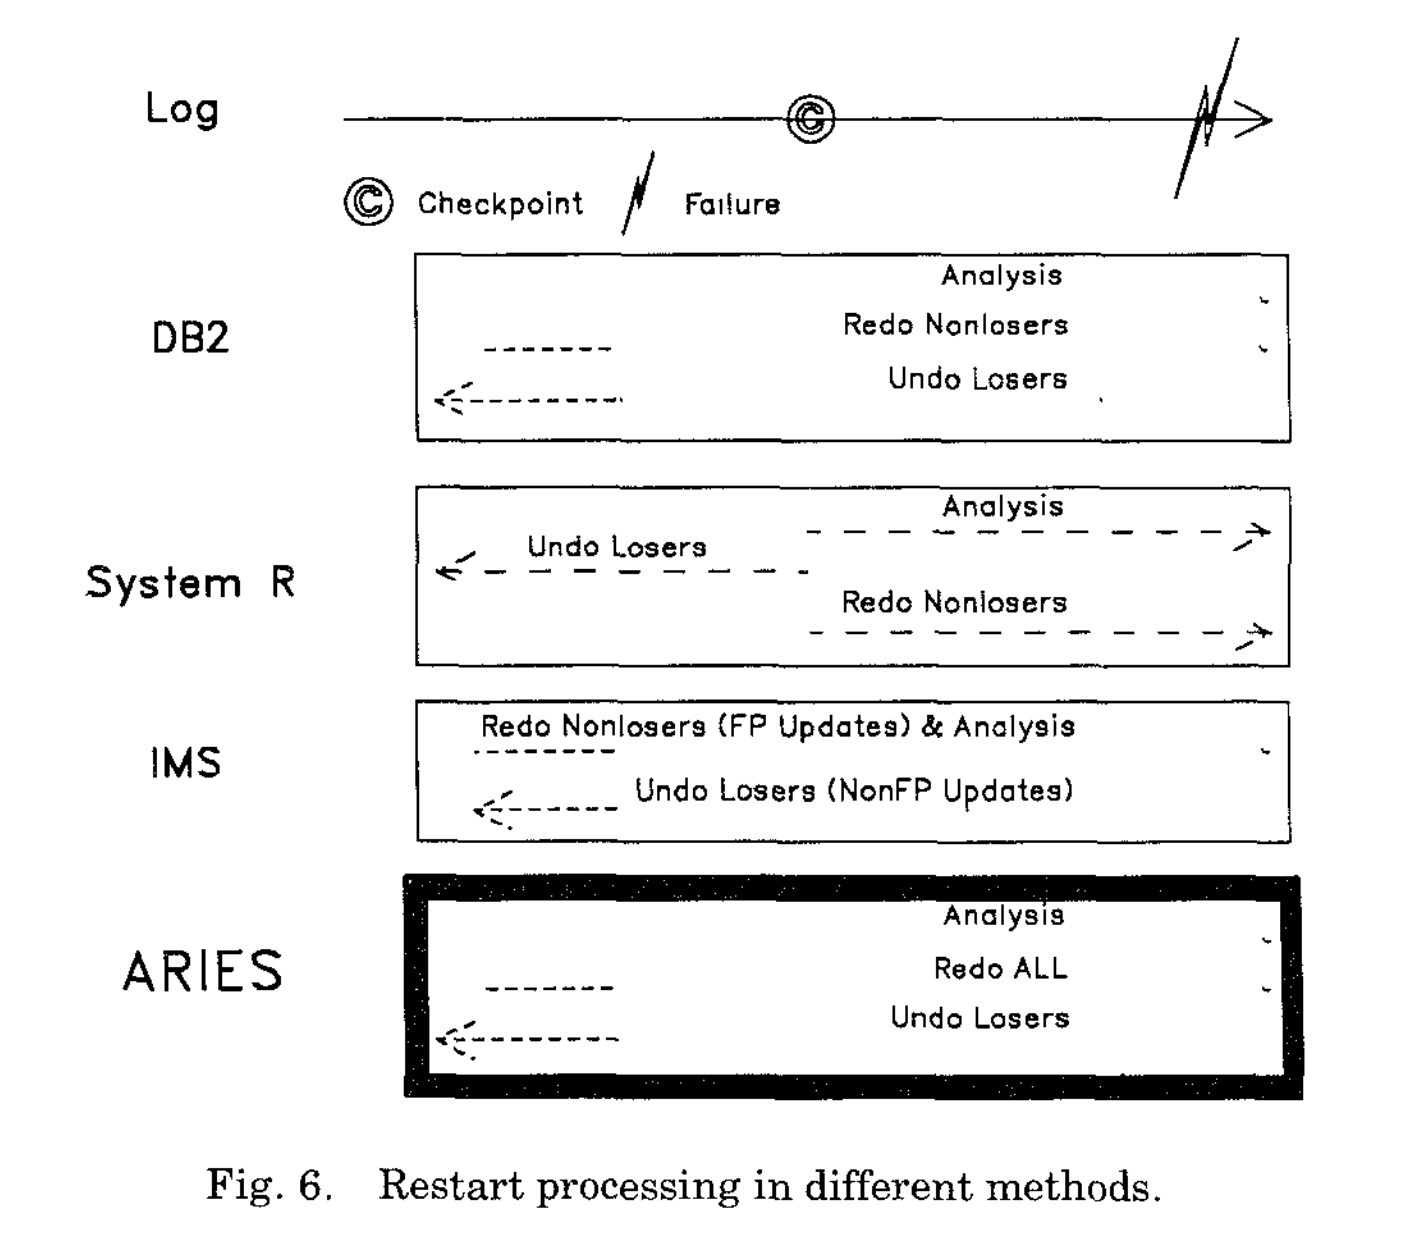 Log
© Checkpoint Failure
DB2
Analysis
Redo Nonlosers
Undo Losers
System R
Analysis
Undo Losers
Redo Nonlosers
IMS
Redo Nonlosers (FP Updates) & Analysis
Undo Losers (NonFP Updates)
ARIES
Analysis
Redo ALL
Undo Losers
Fig. 6. Restart processing in different methods.